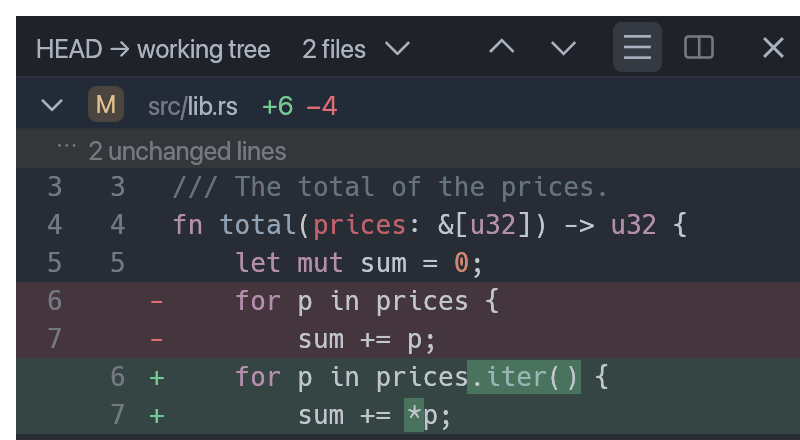 HEAD → working tree 2 files
M src/lib.rs +6 −4
⋯ 2 unchanged lines
3 3 /// The total of the prices.
4 4 fn total(prices: &[u32]) -> u32 {
5 5     let mut sum = 0;
6 -     for p in prices {
7 -         sum += p;
6 +     for p in prices.iter() {
7 +         sum += *p;